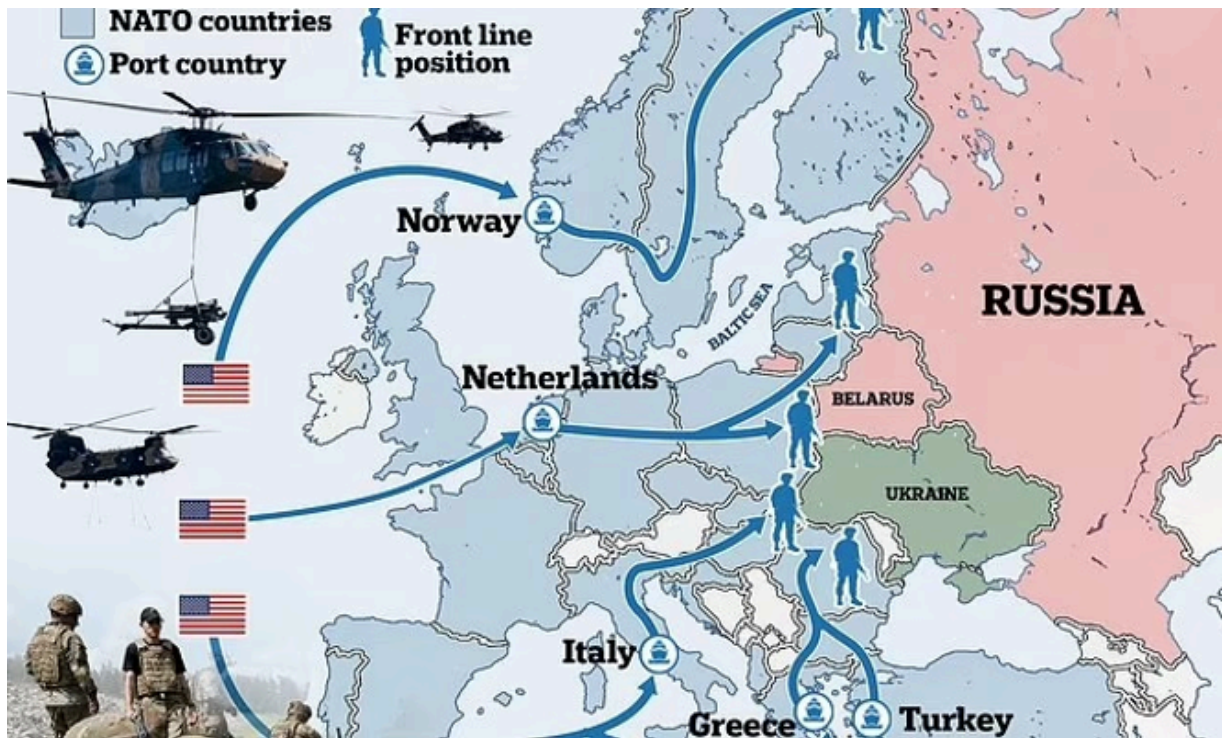 NATO countries
Port country
Front line
position
Norway
BALTIC SEA
RUSSIA
Netherlands
BELARUS
UKRAINE
Italy
Greece
Turkey